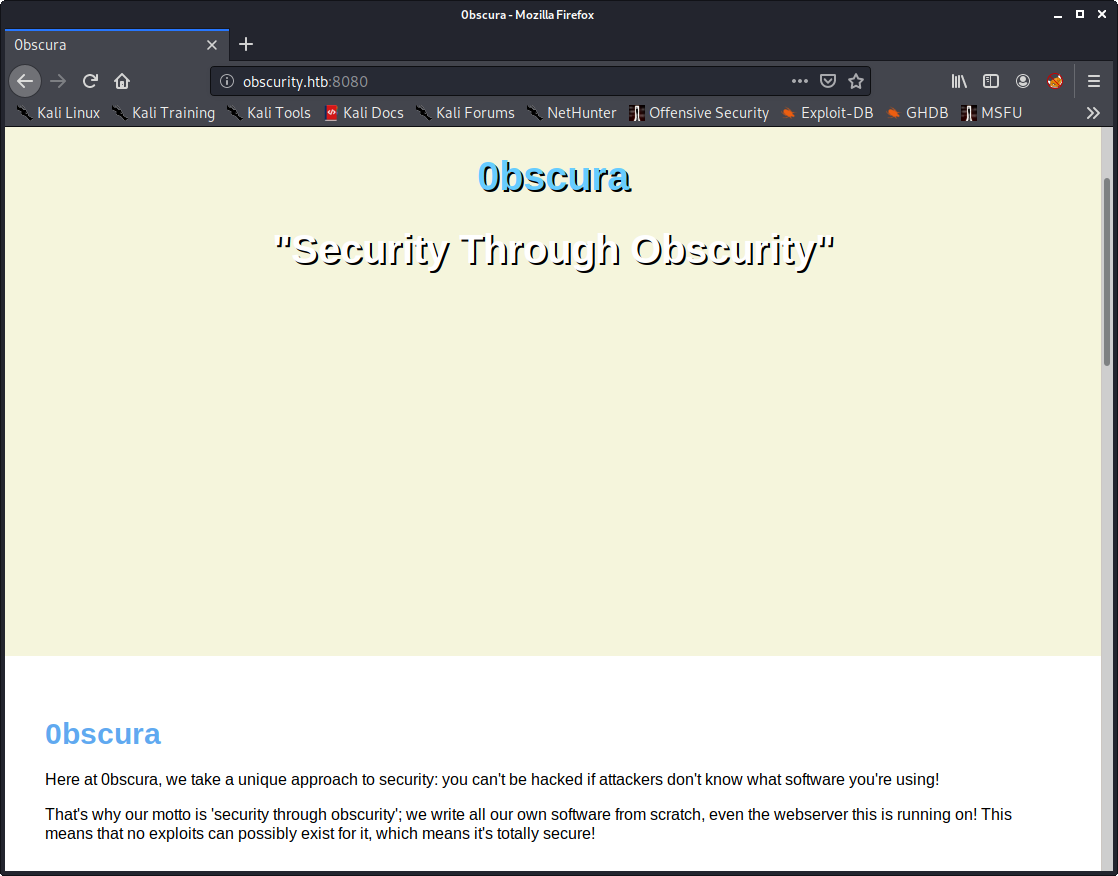 0bscura - Mozilla Firefox
0bscura
obscurity.htb:8080
Kali Linux Kali Training Kali Tools Kali Docs Kali Forums NetHunter Offensive Security Exploit-DB GHDB MSFU
0bscura
"Security Through Obscurity"
0bscura
Here at 0bscura, we take a unique approach to security: you can't be hacked if attackers don't know what software you're using!
That's why our motto is 'security through obscurity'; we write all our own software from scratch, even the webserver this is running on! This
means that no exploits can possibly exist for it, which means it's totally secure!